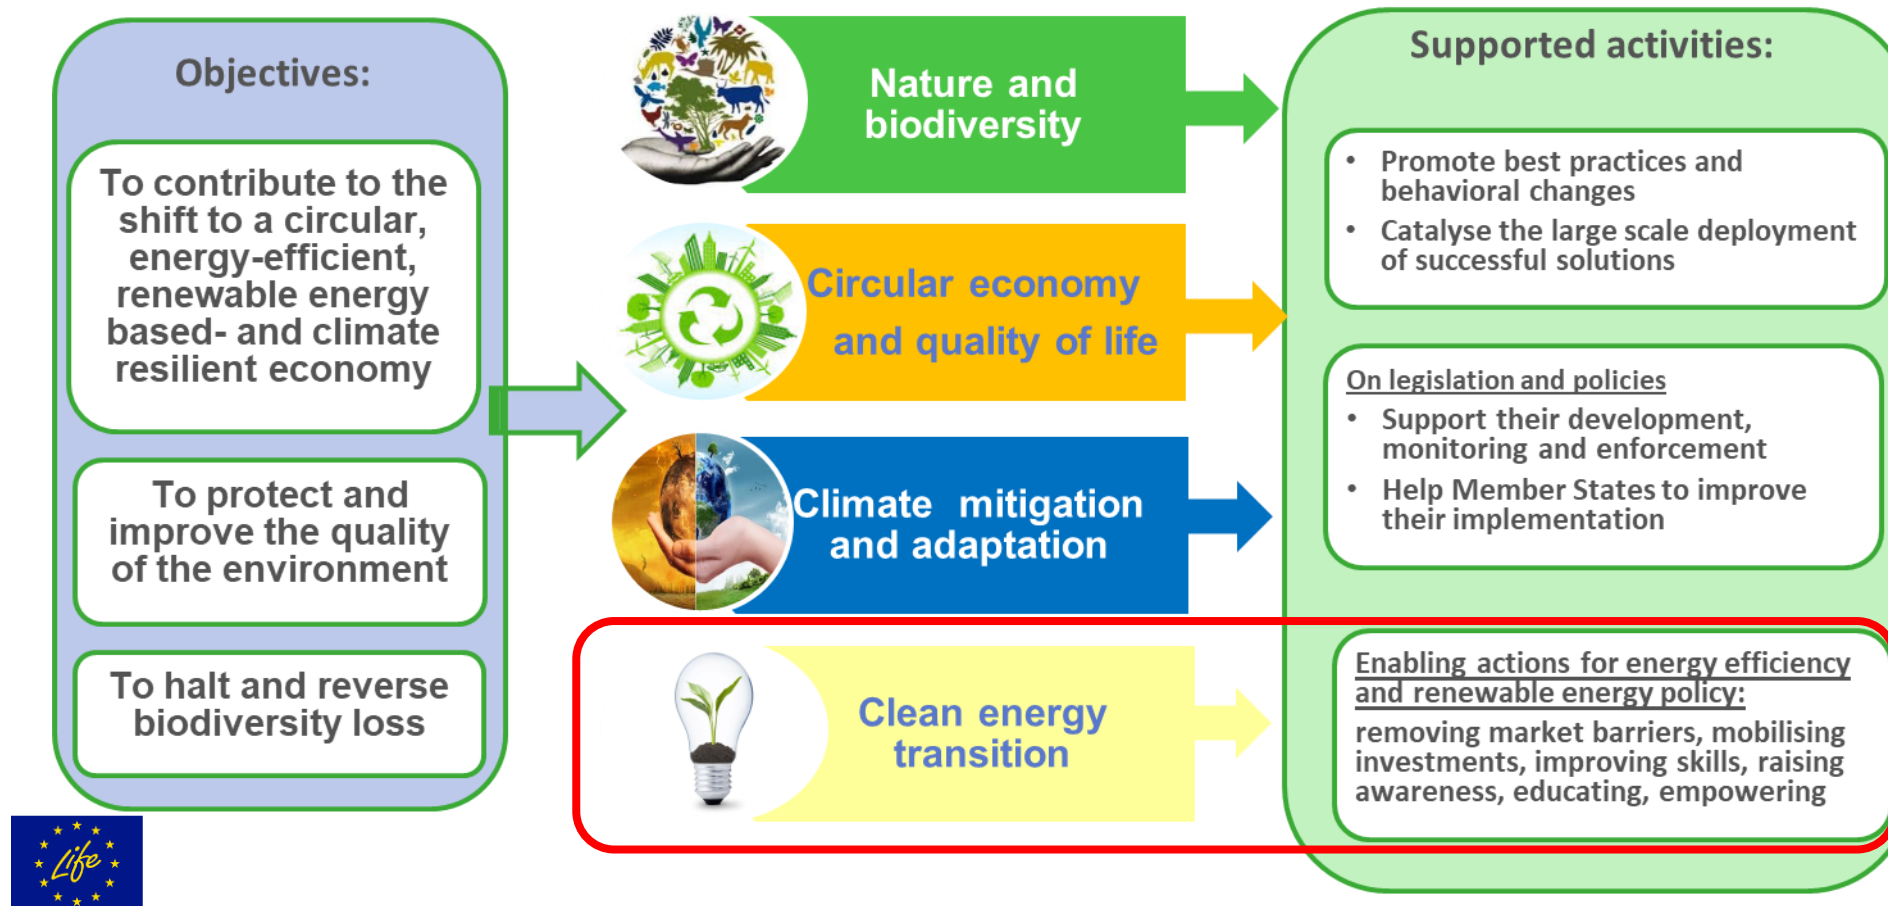 Objectives:
To contribute to the
shift to a circular,
energy-efficient,
renewable energy
based- and climate
resilient economy
To protect and
improve the quality
of the environment
To halt and reverse
biodiversity loss
Life
Nature and
biodiversity
Circular economy
and quality of life
Climate mitigation
and adaptation
Clean energy
transition
Supported activities:
• Promote best practices and
behavioral changes
• Catalyse the large scale deployment
of successful solutions
On legislation and policies
• Support their development,
monitoring and enforcement
• Help Member States to improve
their implementation
Enabling actions for energy efficiency
and renewable energy policy:
removing market barriers, mobilising
investments, improving skills, raising
awareness, educating, empowering